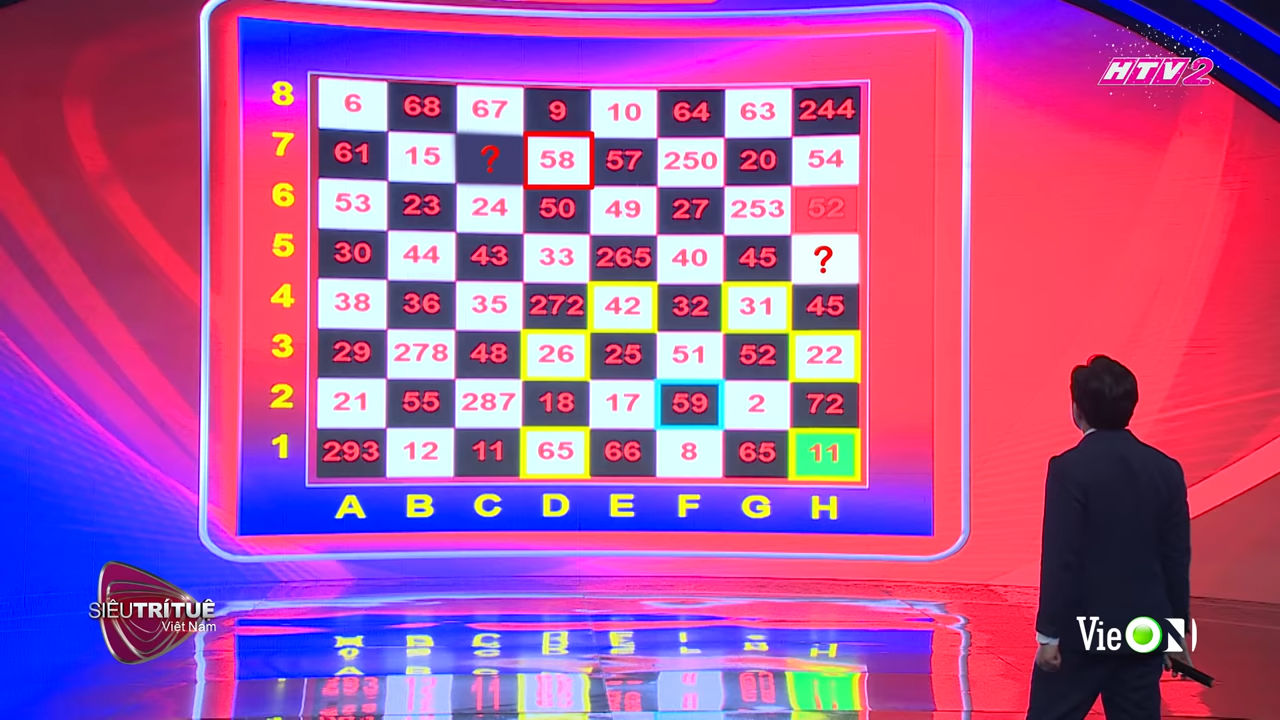 HTV2
8 6 68 67 9 10 64 63 244
7 61 15 ? 58 57 250 20 54
6 53 23 24 50 49 27 253 52
5 30 44 43 33 265 40 45 ?
4 38 36 35 272 42 32 31 45
3 29 278 48 26 25 51 52 22
2 21 55 287 18 17 59 2 72
1 293 12 11 65 66 8 65 11
A B C D E F G H
SIÊUTRÍTUỆ
Việt Nam
VieON